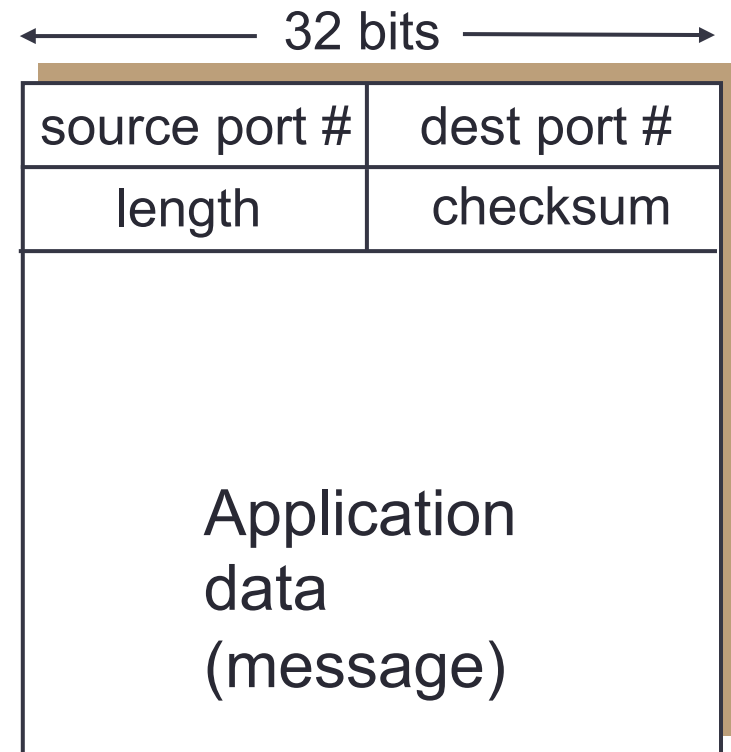 32 bits
source port # dest port #
length checksum
Application
data
(message)